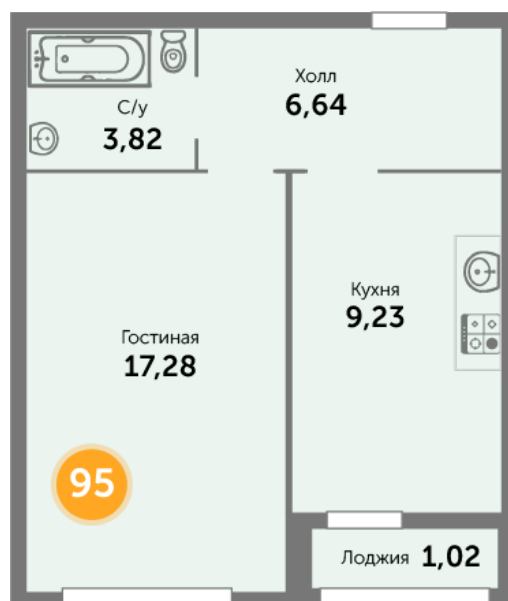 Холл
6,64
С/у
3,82
Кухня
9,23
Гостиная
17,28
95
Лоджия 1,02